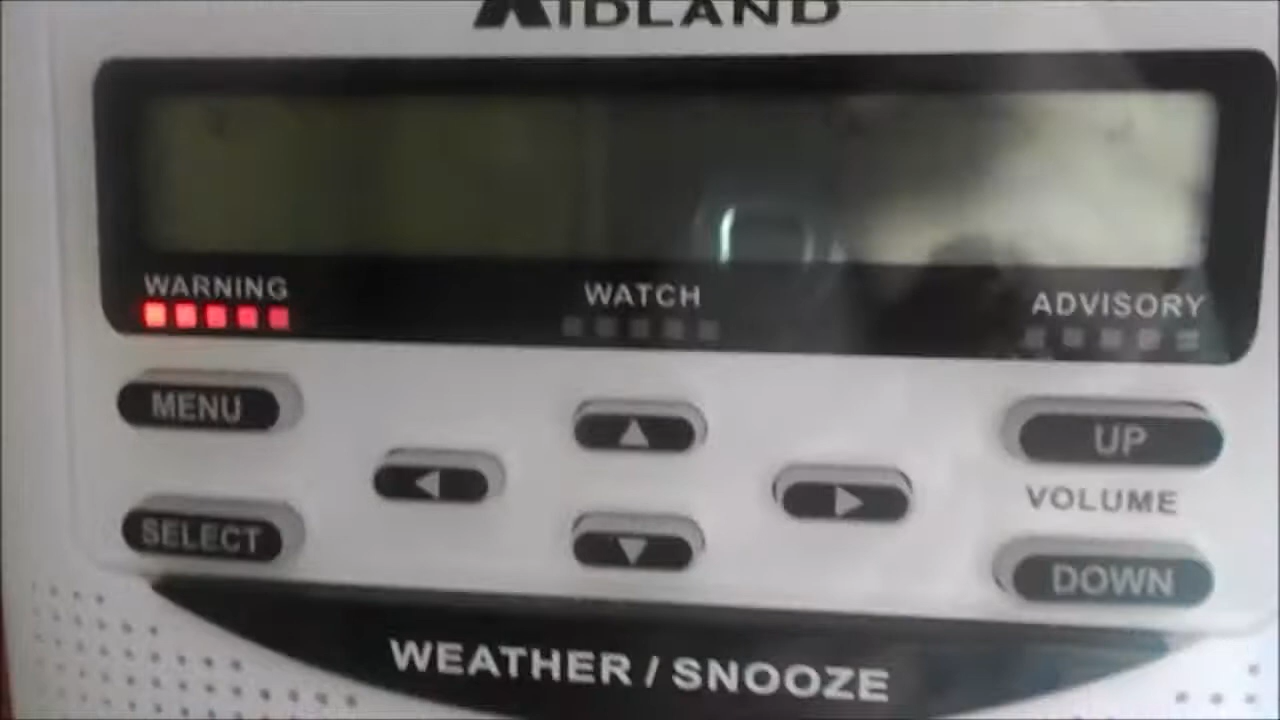 MIDLAND
WARNING
WATCH
ADVISORY
MENU
UP
VOLUME
SELECT
DOWN
WEATHER / SNOOZE